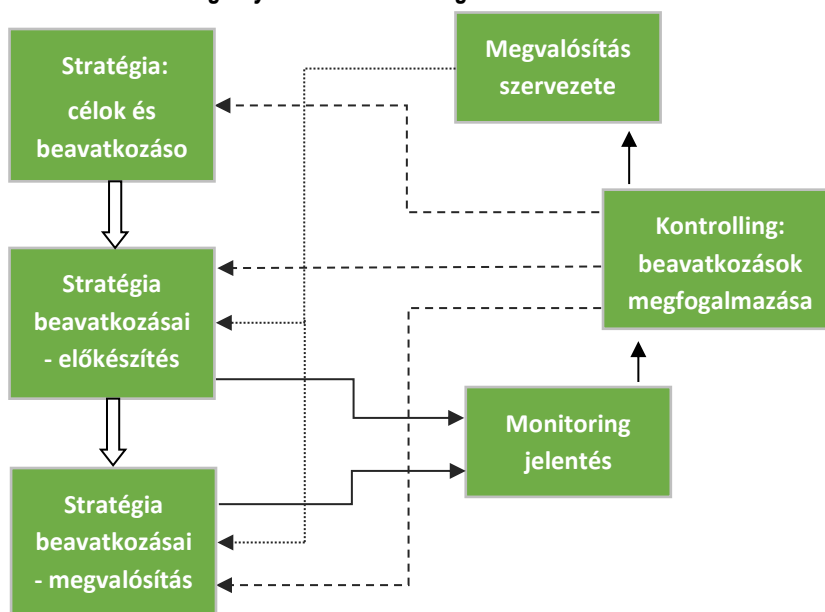 Stratégia:
célok és
beavatkozáso
Megvalósítás
szervezete
Kontrolling:
beavatkozások
megfogalmazása
Stratégia
beavatkozásai
- előkészítés
Monitoring
jelentés
Stratégia
beavatkozásai
- megvalósítás